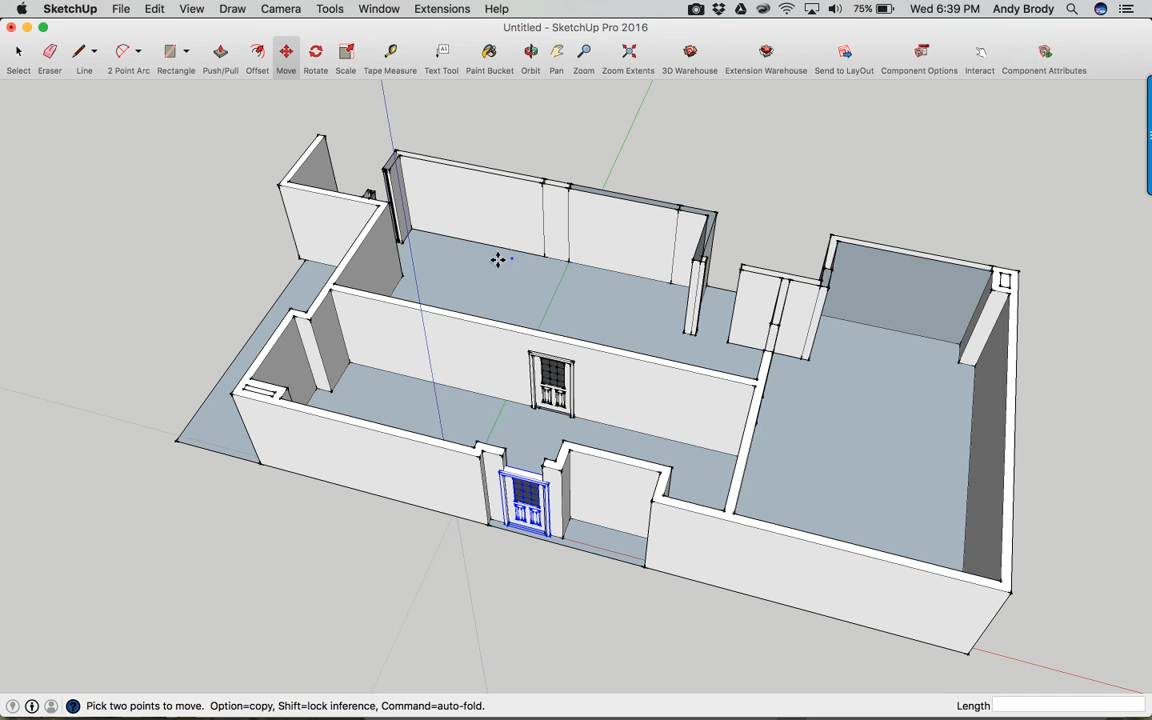 SketchUp File Edit View Draw Camera Tools Window Extensions Help 75% Wed 6:39 PM Andy Brody
Untitled - SketchUp Pro 2016
A1
Select Eraser Line 2 Point Arc Rectangle Push/Pull Offset Move Rotate Scale Tape Measure Text Tool Paint Bucket Orbit Pan Zoom Zoom Extents 3D Warehouse Extension Warehouse Send to LayOut Component Options Interact Component Attributes
? Pick two points to move. Option=copy, Shift=lock inference, Command=auto-fold. Length